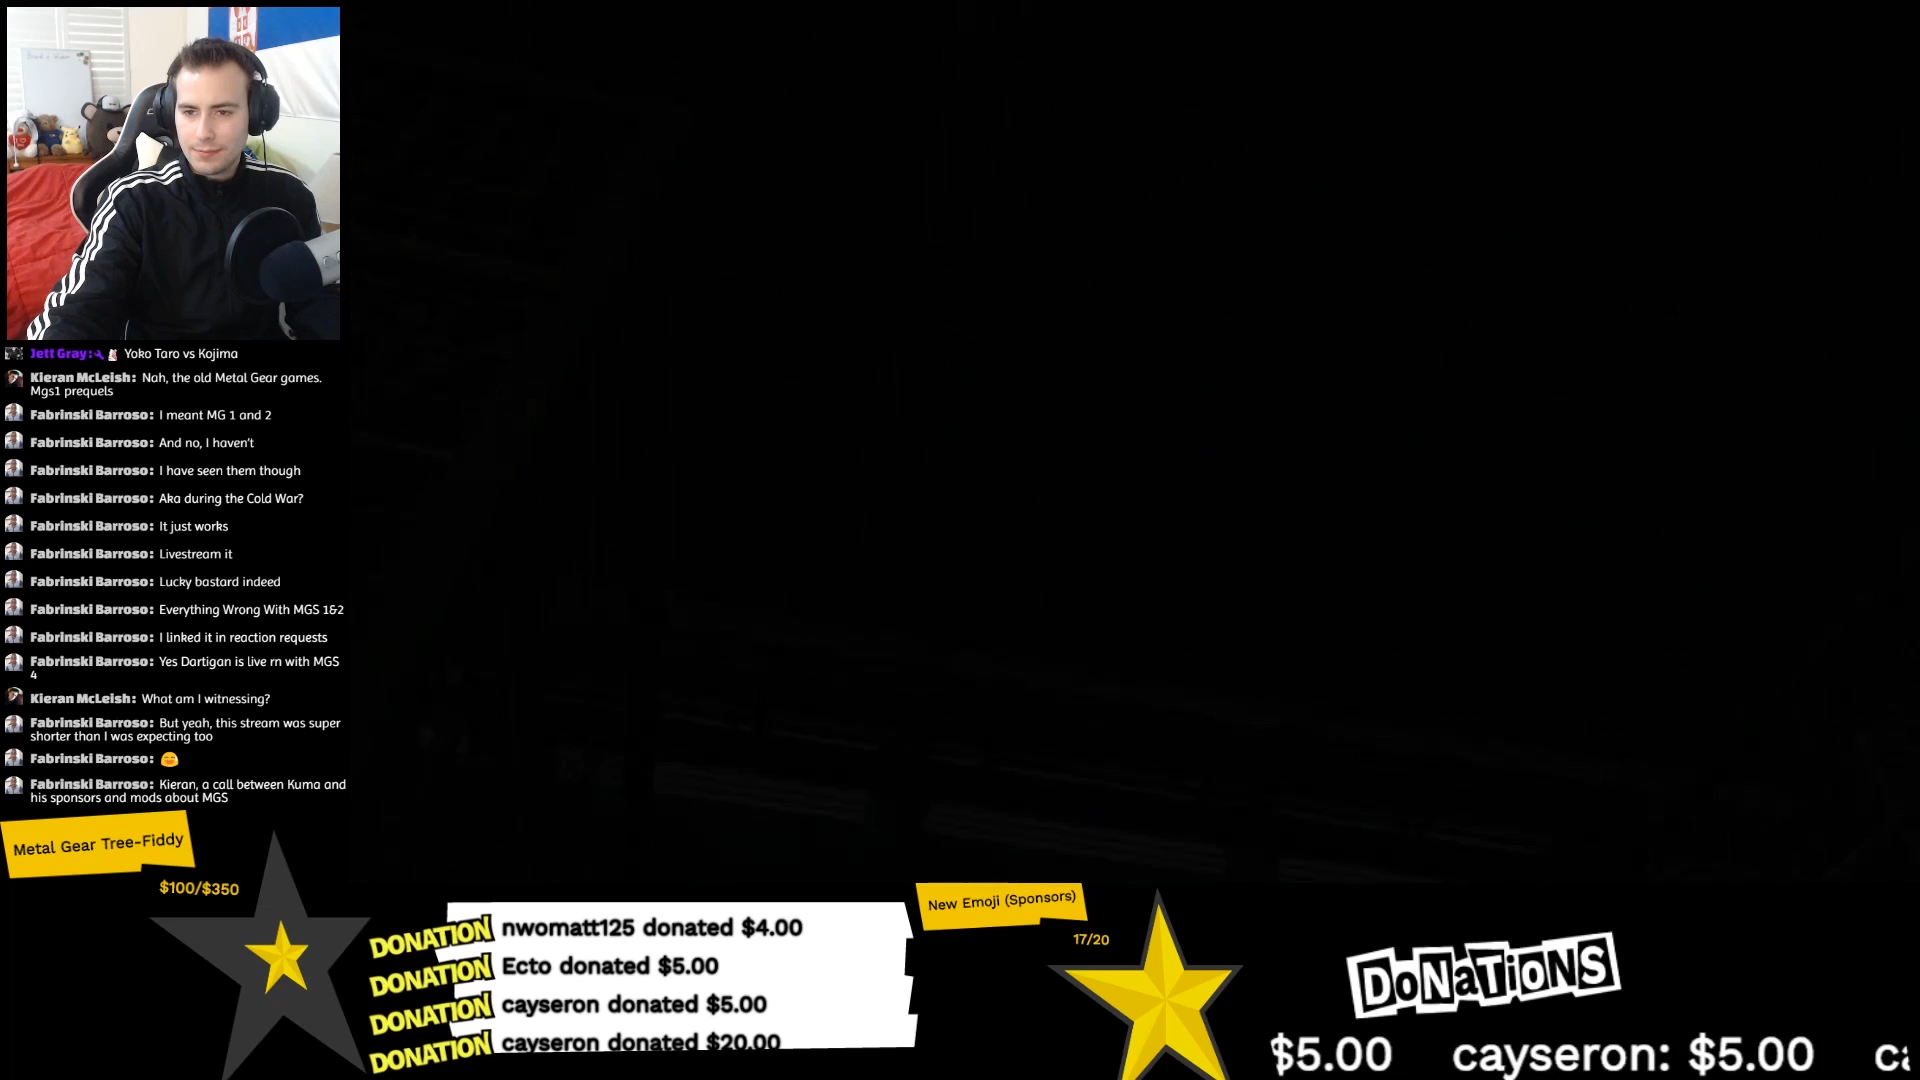 Jett Gray: Yoko Taro vs Kojima
Kieran McLeish: Nah, the old Metal Gear games.
Mgs1 prequels
Fabrinski Barroso: I meant MG 1 and 2
Fabrinski Barroso: And no, I haven't
Fabrinski Barroso: I have seen them though
Fabrinski Barroso: Aka during the Cold War?
Fabrinski Barroso: It just works
Fabrinski Barroso: Livestream it
Fabrinski Barroso: Lucky bastard indeed
Fabrinski Barroso: Everything Wrong With MGS 1&2
Fabrinski Barroso: I linked it in reaction requests
Fabrinski Barroso: Yes Dartigan is live rn with MGS
4
Kieran McLeish: What am I witnessing?
Fabrinski Barroso: But yeah, this stream was super
shorter than I was expecting too
Fabrinski Barroso: 😊
Fabrinski Barroso: Kieran, a call between Kuma and
his sponsors and mods about MGS
Metal Gear Tree-Fiddy
$100/$350
DONATION nwomatt125 donated $4.00
DONATION Ecto donated $5.00
DONATION cayseron donated $5.00
DONATION cayseron donated $20.00
New Emoji (Sponsors)
17/20
DoNaTioNS
$5.00 cayseron: $5.00